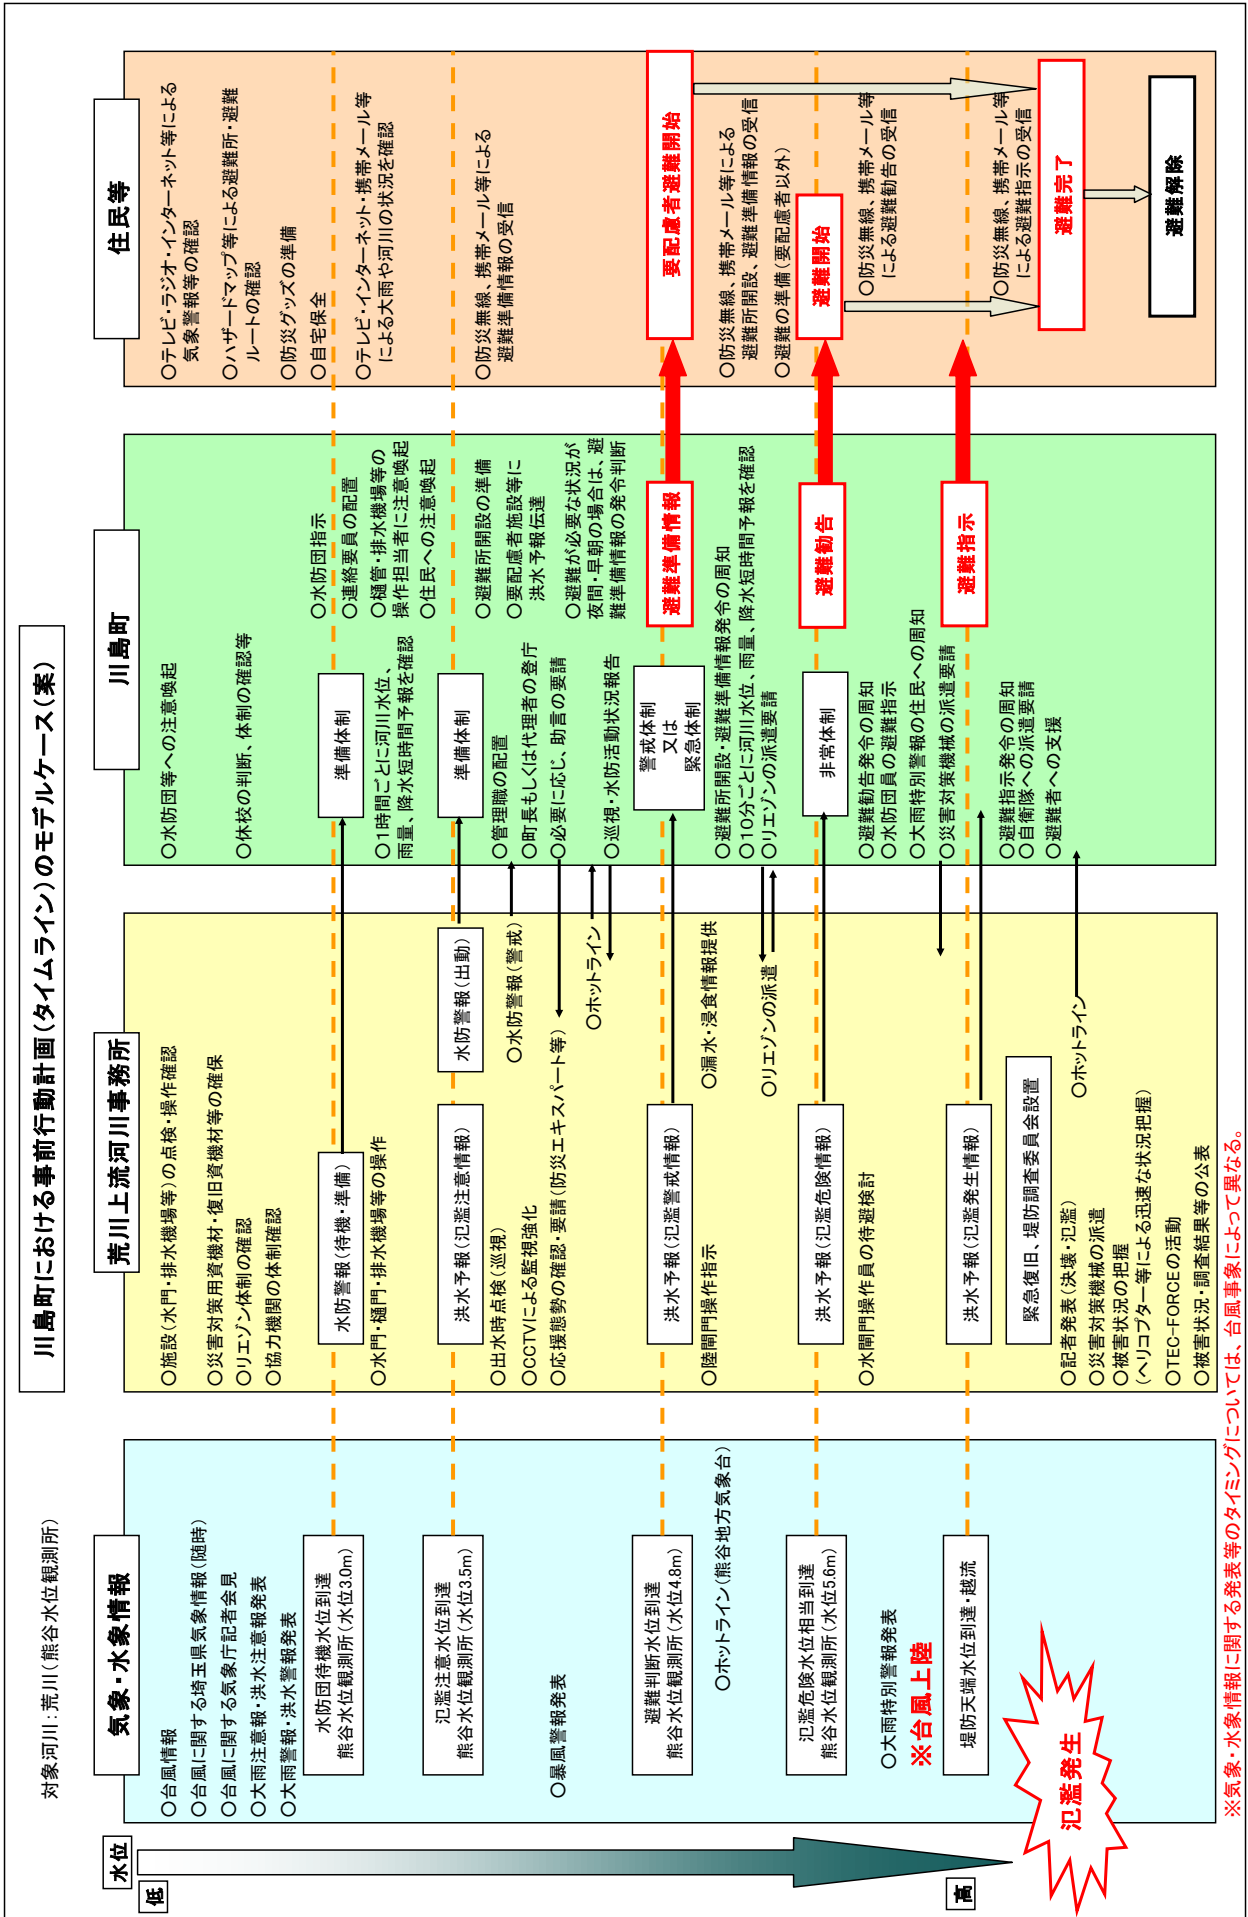 川島町における事前行動計画(タイムライン)のモデルケース(案)
対象河川:荒川(熊谷水位観測所)
水位
低
高
気象・水象情報
○台風情報
○台風に関する埼玉県気象情報(随時)
○台風に関する気象庁記者会見
○大雨注意報・洪水注意報発表
○大雨警報・洪水警報発表
水防団待機水位到達
熊谷水位観測所(水位3.0m)
氾濫注意水位到達
熊谷水位観測所(水位3.5m)
○暴風警報発表
避難判断水位到達
熊谷水位観測所(水位4.8m)
○ホットライン(熊谷地方気象台)
氾濫危険水位相当到達
熊谷水位観測所(水位5.6m)
○大雨特別警報発表
※台風上陸
堤防天端水位到達・越流
氾濫発生
荒川上流河川事務所
○施設(水門・排水機場等)の点検・操作確認
○災害対策用資機材・復旧資機材等の確保
○リエゾン体制の確認
○協力機関の体制確認
水防警報(待機・準備)
○水門・樋門・排水機場等の操作
洪水予報(氾濫注意情報)
水防警報(出動)
○出水時点検(巡視)
○水防警報(警戒)
○CCTVによる監視強化
○応援態勢の確認・要請(防災エキスパート等)
○ホットライン
洪水予報(氾濫警戒情報)
○陸閘門操作指示
○漏水・浸食情報提供
○リエゾンの派遣
洪水予報(氾濫危険情報)
○水閘門操作員の待避検討
洪水予報(氾濫発生情報)
緊急復旧、堤防調査委員会設置
○ホットライン
○記者発表(決壊・氾濫)
○災害対策機械の派遣
○被害状況の把握
(ヘリコプター等による迅速な状況把握)
○TEC-FORCEの活動
○被害状況・調査結果等の公表
川島町
○水防団等への注意喚起
○休校の判断、体制の確認等
○水防団指示
準備体制
○連絡要員の配置
○樋管・排水機場等の
操作担当者に注意喚起
○1時間ごとに河川水位、
雨量、降水短時間予報を確認
○住民への注意喚起
準備体制
○避難所開設の準備
○管理職の配置
○要配慮者施設等に
洪水予報伝達
○町長もしくは代理者の登庁
○必要に応じ、助言の要請
○避難が必要な状況が
夜間・早朝の場合は、避
難準備情報の発令判断
○巡視・水防活動状況報告
警戒体制
又は
緊急体制
避難準備情報
○避難所開設・避難準備情報発令の周知
○10分ごとに河川水位、雨量、降水短時間予報を確認
○リエゾンの派遣要請
非常体制
避難勧告
○避難勧告発令の周知
○水防団員の避難指示
○大雨特別警報の住民への周知
○災害対策機械の派遣要請
避難指示
○避難指示発令の周知
○自衛隊への派遣要請
○避難者への支援
住民等
○テレビ・ラジオ・インターネット等による
気象警報等の確認
○ハザードマップ等による避難所・避難
ルートの確認
○防災グッズの準備
○自宅保全
○テレビ・インターネット・携帯メール等
による大雨や河川の状況を確認
○防災無線、携帯メール等による
避難準備情報の受信
要配慮者避難開始
○防災無線、携帯メール等による
避難所開設、避難準備情報の受信
○避難の準備(要配慮者以外)
避難開始
○防災無線、携帯メール等
による避難勧告の受信
○防災無線、携帯メール等
による避難指示の受信
避難完了
避難解除
※気象・水象情報に関する発表等のタイミングについては、台風事象によって異なる。